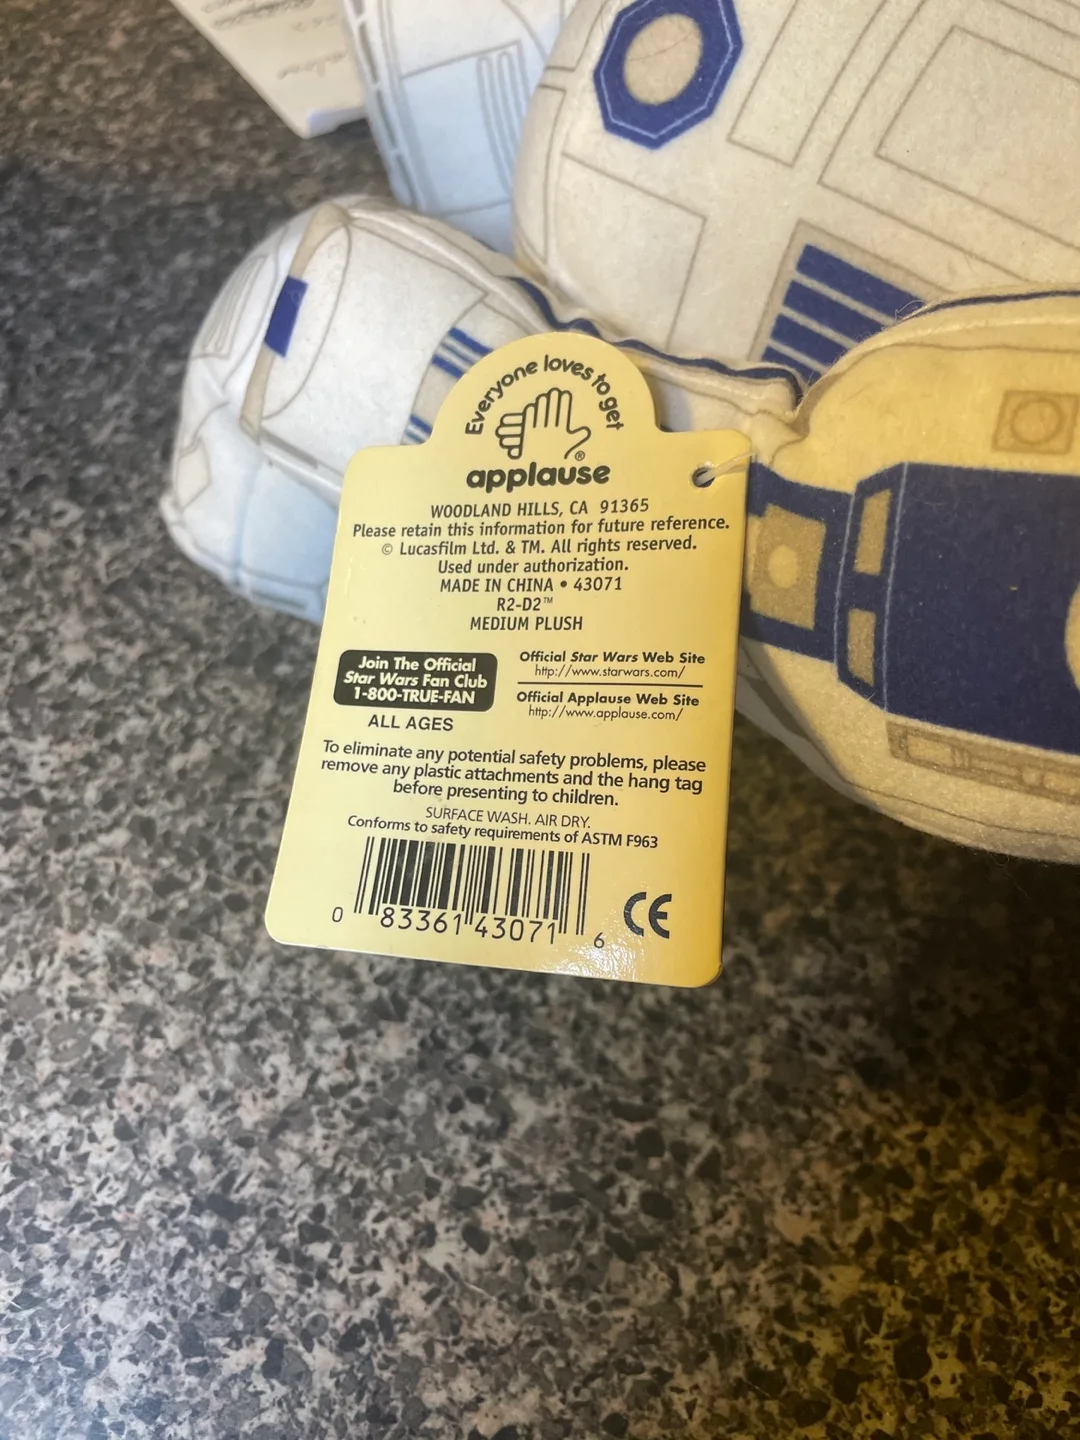 Everyone loves to get
applause®
WOODLAND HILLS, CA 91365
Please retain this information for future reference.
© Lucasfilm Ltd. & TM. All rights reserved.
Used under authorization.
MADE IN CHINA • 43071
R2-D2™
MEDIUM PLUSH
Join The Official
Star Wars Fan Club
1-800-TRUE-FAN
ALL AGES
Official Star Wars Web Site
http://www.starwars.com/
Official Applause Web Site
http://www.applause.com/
To eliminate any potential safety problems, please
remove any plastic attachments and the hang tag
before presenting to children.
SURFACE WASH. AIR DRY.
Conforms to safety requirements of ASTM F963
0 83361 43071 6
CE